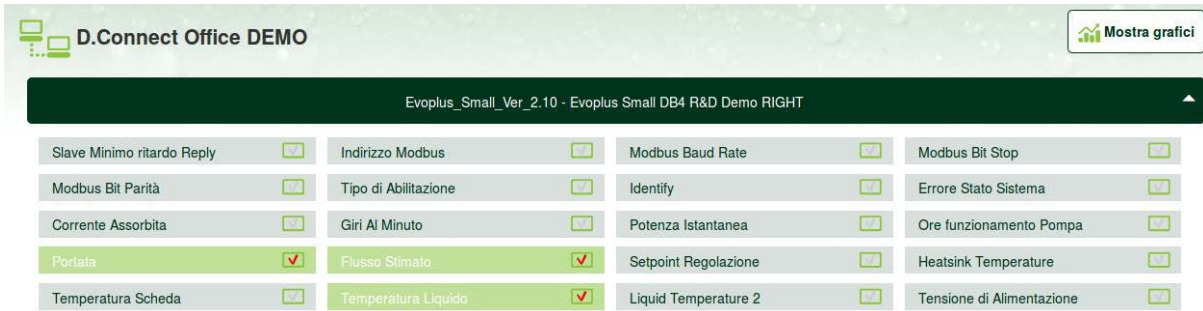 D.Connect Office DEMO
Mostra grafici
Evoplus_Small_Ver_2.10 - Evoplus Small DB4 R&D Demo RIGHT
Slave Minimo ritardo Reply Indirizzo Modbus Modbus Baud Rate Modbus Bit Stop
Modbus Bit Parità Tipo di Abilitazione Identify Errore Stato Sistema
Corrente Assorbita Giri Al Minuto Potenza Istantanea Ore funzionamento Pompa
Portata Flusso Stimato Setpoint Regolazione Heatsink Temperature
Temperatura Scheda Temperatura Liquido Liquid Temperature 2 Tensione di Alimentazione